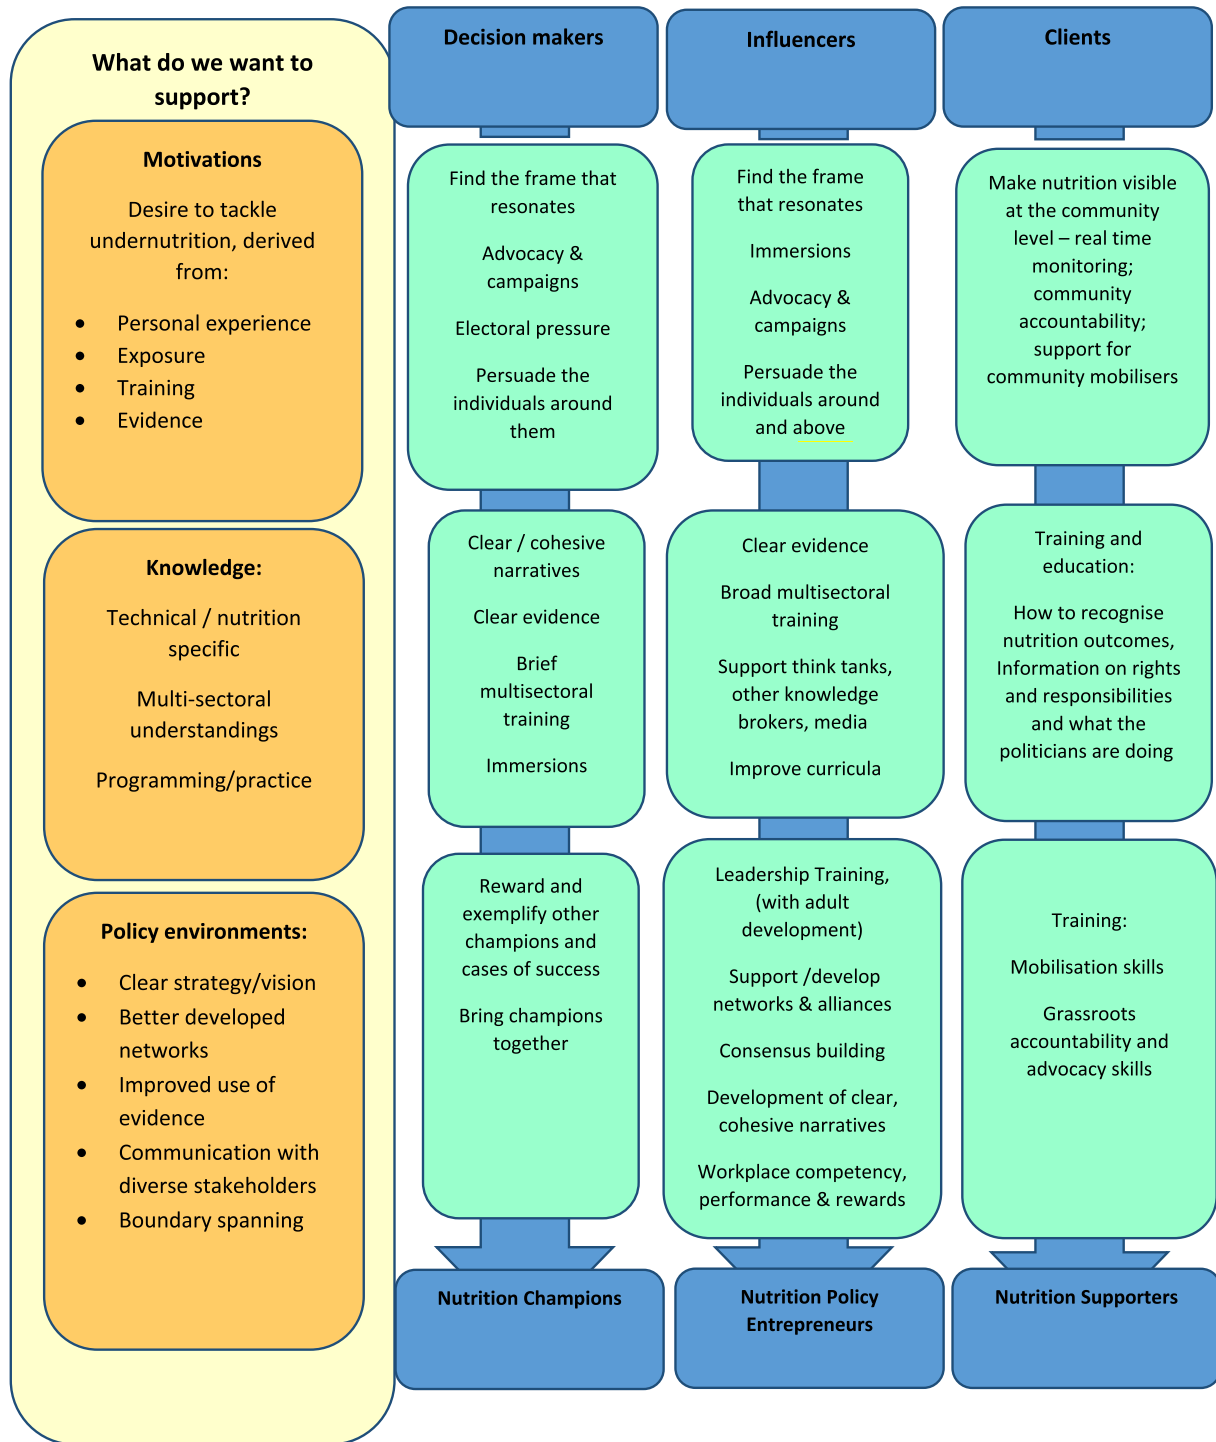 What do we want to
support?
Motivations
Desire to tackle
undernutrition, derived
from:
• Personal experience
• Exposure
• Training
• Evidence
Knowledge:
Technical / nutrition
specific
Multi-sectoral
understandings
Programming/practice
Policy environments:
• Clear strategy/vision
• Better developed
networks
• Improved use of
evidence
• Communication with
diverse stakeholders
• Boundary spanning
Decision makers
Find the frame that
resonates
Advocacy &
campaigns
Electoral pressure
Persuade the
individuals around
them
Clear / cohesive
narratives
Clear evidence
Brief
multisectoral
training
Immersions
Reward and
exemplify other
champions and
cases of success
Bring champions
together
Nutrition Champions
Influencers
Find the frame
that resonates
Immersions
Advocacy &
campaigns
Persuade the
individuals around
and above
Clear evidence
Broad multisectoral
training
Support think tanks,
other knowledge
brokers, media
Improve curricula
Leadership Training,
(with adult
development)
Support /develop
networks & alliances
Consensus building
Development of clear,
cohesive narratives
Workplace competency,
performance & rewards
Nutrition Policy
Entrepreneurs
Clients
Make nutrition visible
at the community
level – real time
monitoring;
community
accountability;
support for
community mobilisers
Training and
education:
How to recognise
nutrition outcomes,
Information on rights
and responsibilities
and what the
politicians are doing
Training:
Mobilisation skills
Grassroots
accountability and
advocacy skills
Nutrition Supporters